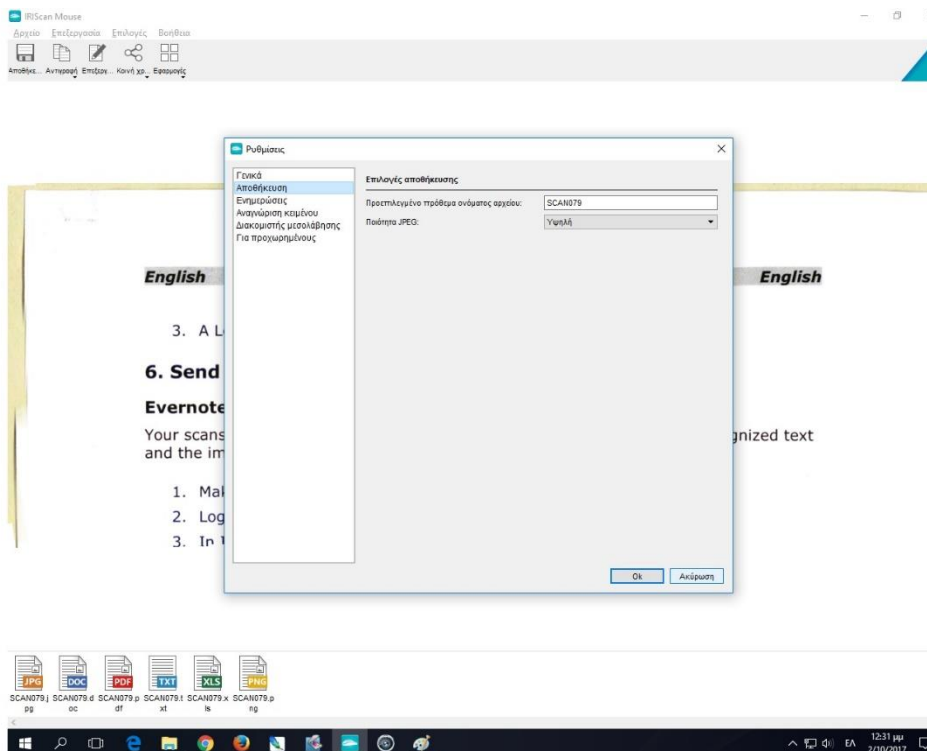 IRIScan Mouse
Αρχείο Επεξεργασία Επιλογές Βοήθεια
Αποθήκε... Αντιγραφή Επεξεργ... Κοινή χρ... Εφαρμογές
Ρυθμίσεις
Γενικά
Αποθήκευση
Ενημερώσεις
Αναγνώριση κειμένου
Διακομιστής μεσολάβησης
Για προχωρημένους
Επιλογές αποθήκευσης
Προεπιλεγμένο πρόθεμα ονόματος αρχείου: SCAN079
Ποιότητα JPEG: Υψηλή
Ok Ακύρωση
English English
3. A L
6. Send
Evernote
Your scans gnized text
and the im
1. Mak
2. Log
3. In
JPG DOC PDF TXT XLS PNG
SCAN079.j SCAN079.d SCAN079.p SCAN079.t SCAN079.x SCAN079.p
pg oc df xt ls ng
ΕΛ 12:31 μμ
2/10/2017